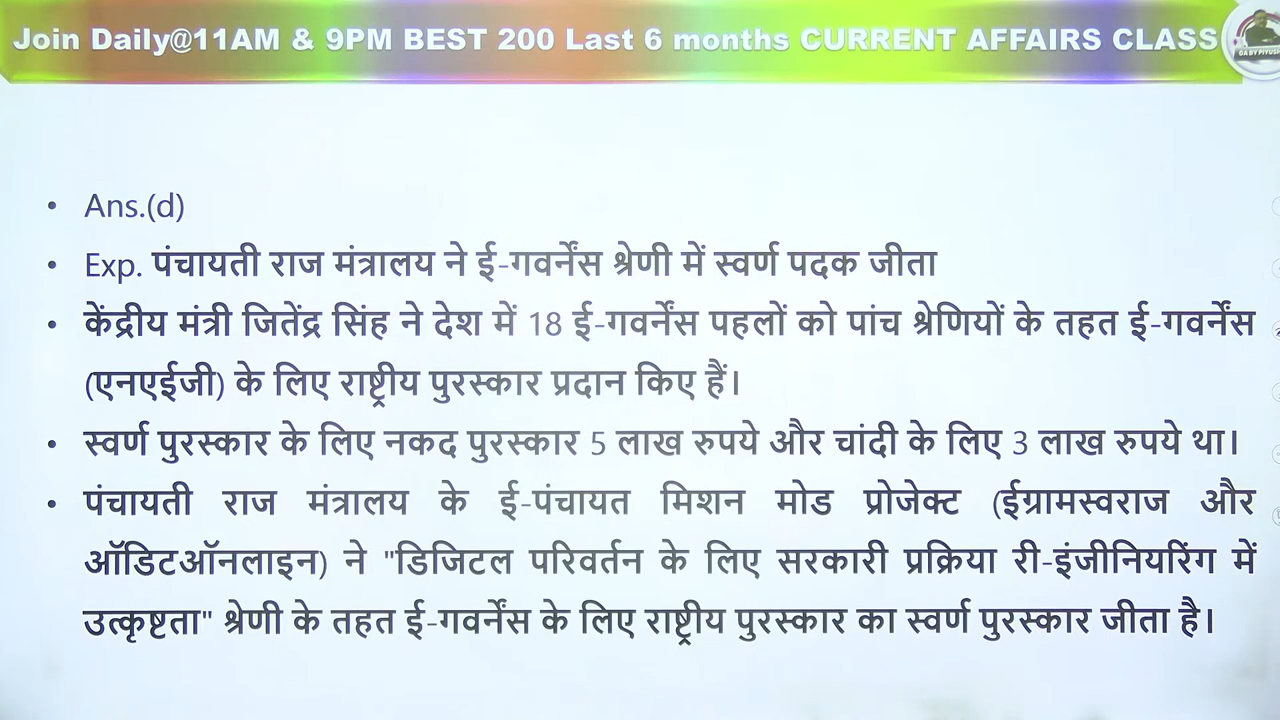 Join Daily@11AM & 9PM BEST 200 Last 6 months CURRENT AFFAIRS CLASS
GA BY PIYUSH
• Ans.(d)
• Exp. पंचायती राज मंत्रालय ने ई-गवर्नेंस श्रेणी में स्वर्ण पदक जीता
• केंद्रीय मंत्री जितेंद्र सिंह ने देश में 18 ई-गवर्नेंस पहलों को पांच श्रेणियों के तहत ई-गवर्नेंस
(एनएईजी) के लिए राष्ट्रीय पुरस्कार प्रदान किए हैं।
• स्वर्ण पुरस्कार के लिए नकद पुरस्कार 5 लाख रुपये और चांदी के लिए 3 लाख रुपये था।
• पंचायती राज मंत्रालय के ई-पंचायत मिशन मोड प्रोजेक्ट (ईग्रामस्वराज और
ऑडिटऑनलाइन) ने "डिजिटल परिवर्तन के लिए सरकारी प्रक्रिया री-इंजीनियरिंग में
उत्कृष्टता" श्रेणी के तहत ई-गवर्नेंस के लिए राष्ट्रीय पुरस्कार का स्वर्ण पुरस्कार जीता है।